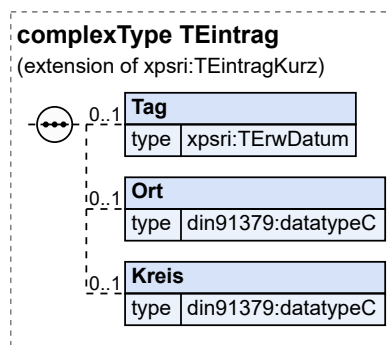 complexType TEintrag
(extension of xpsri:TEintragKurz)
0..1 Tag
type xpsri:TErwDatum
0..1 Ort
type din91379:datatypeC
0..1 Kreis
type din91379:datatypeC